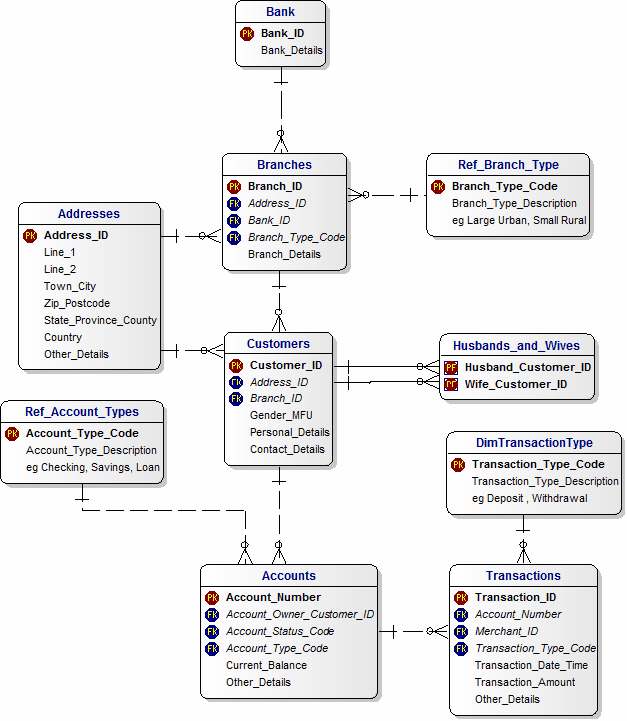 Bank
PK Bank_ID
Bank_Details
Branches
PK Branch_ID
FK Address_ID
FK Bank_ID
FK Branch_Type_Code
Branch_Details
Ref_Branch_Type
PK Branch_Type_Code
Branch_Type_Description
eg Large Urban, Small Rural
Addresses
PK Address_ID
Line_1
Line_2
Town_City
Zip_Postcode
State_Province_County
Country
Other_Details
Customers
PK Customer_ID
FK Address_ID
FK Branch_ID
Gender_MFU
Personal_Details
Contact_Details
Husbands_and_Wives
PF Husband_Customer_ID
PF Wife_Customer_ID
Ref_Account_Types
PK Account_Type_Code
Account_Type_Description
eg Checking, Savings, Loan
DimTransactionType
PK Transaction_Type_Code
Transaction_Type_Description
eg Deposit , Withdrawal
Accounts
PK Account_Number
FK Account_Owner_Customer_ID
FK Account_Status_Code
FK Account_Type_Code
Current_Balance
Other_Details
Transactions
PK Transaction_ID
FK Account_Number
FK Merchant_ID
FK Transaction_Type_Code
Transaction_Date_Time
Transaction_Amount
Other_Details